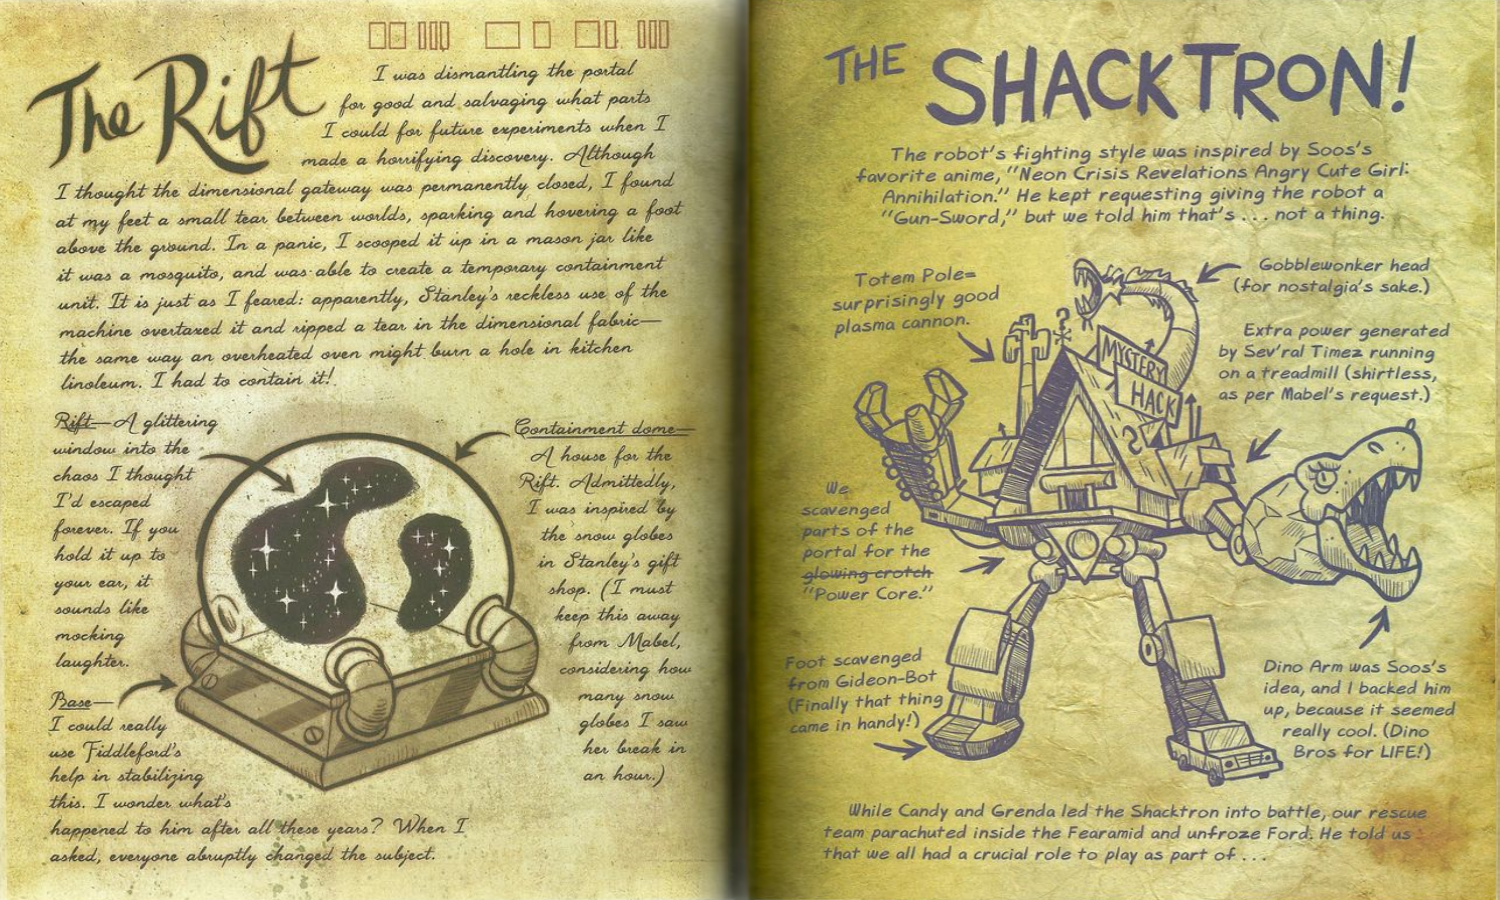 The Rift
I was dismantling the portal
for good and salvaging what parts
I could for future experiments when I
made a horrifying discovery. Although
I thought the dimensional gateway was permanently closed, I found
at my feet a small tear between worlds, sparking and hovering a foot
above the ground. In a panic, I scooped it up in a mason jar like
it was a mosquito, and was able to create a temporary containment
unit. It is just as I feared: apparently, Stanley's reckless use of the
machine overtaxed it and ripped a tear in the dimensional fabric—
the same way an overheated oven might burn a hole in kitchen
linoleum. I had to contain it!
Rift—A glittering
window into the
chaos I thought
I'd escaped
forever. If you
hold it up to
your ear, it
sounds like
mocking
laughter.
Containment dome—
A house for the
Rift. Admittedly,
I was inspired by
the snow globes
in Stanley's gift
shop. (I must
keep this away
from Mabel,
considering how
many snow
globes I saw
her break in
an hour.)
Base—
I could really
use Fiddleford's
help in stabilizing
this. I wonder what's
happened to him after all these years? When I
asked, everyone abruptly changed the subject.
THE SHACKTRON!
The robot's fighting style was inspired by Soos's
favorite anime, "Neon Crisis Revelations Angry Cute Girl:
Annihilation." He kept requesting giving the robot a
"Gun-Sword," but we told him that's . . . not a thing.
Totem Pole=
surprisingly good
plasma cannon.
Gobblewonker head
(for nostalgia's sake.)
Extra power generated
by Sev'ral Timez running
on a treadmill (shirtless,
as per Mabel's request.)
?
MYSTERY
HACK
?
We
scavenged
parts of the
portal for the
glowing crotch
"Power Core."
Foot scavenged
from Gideon-Bot
(Finally that thing
came in handy!)
Dino Arm was Soos's
idea, and I backed him
up, because it seemed
really cool. (Dino
Bros for LIFE!)
While Candy and Grenda led the Shacktron into battle, our rescue
team parachuted inside the Fearamid and unfroze Ford. He told us
that we all had a crucial role to play as part of . . .